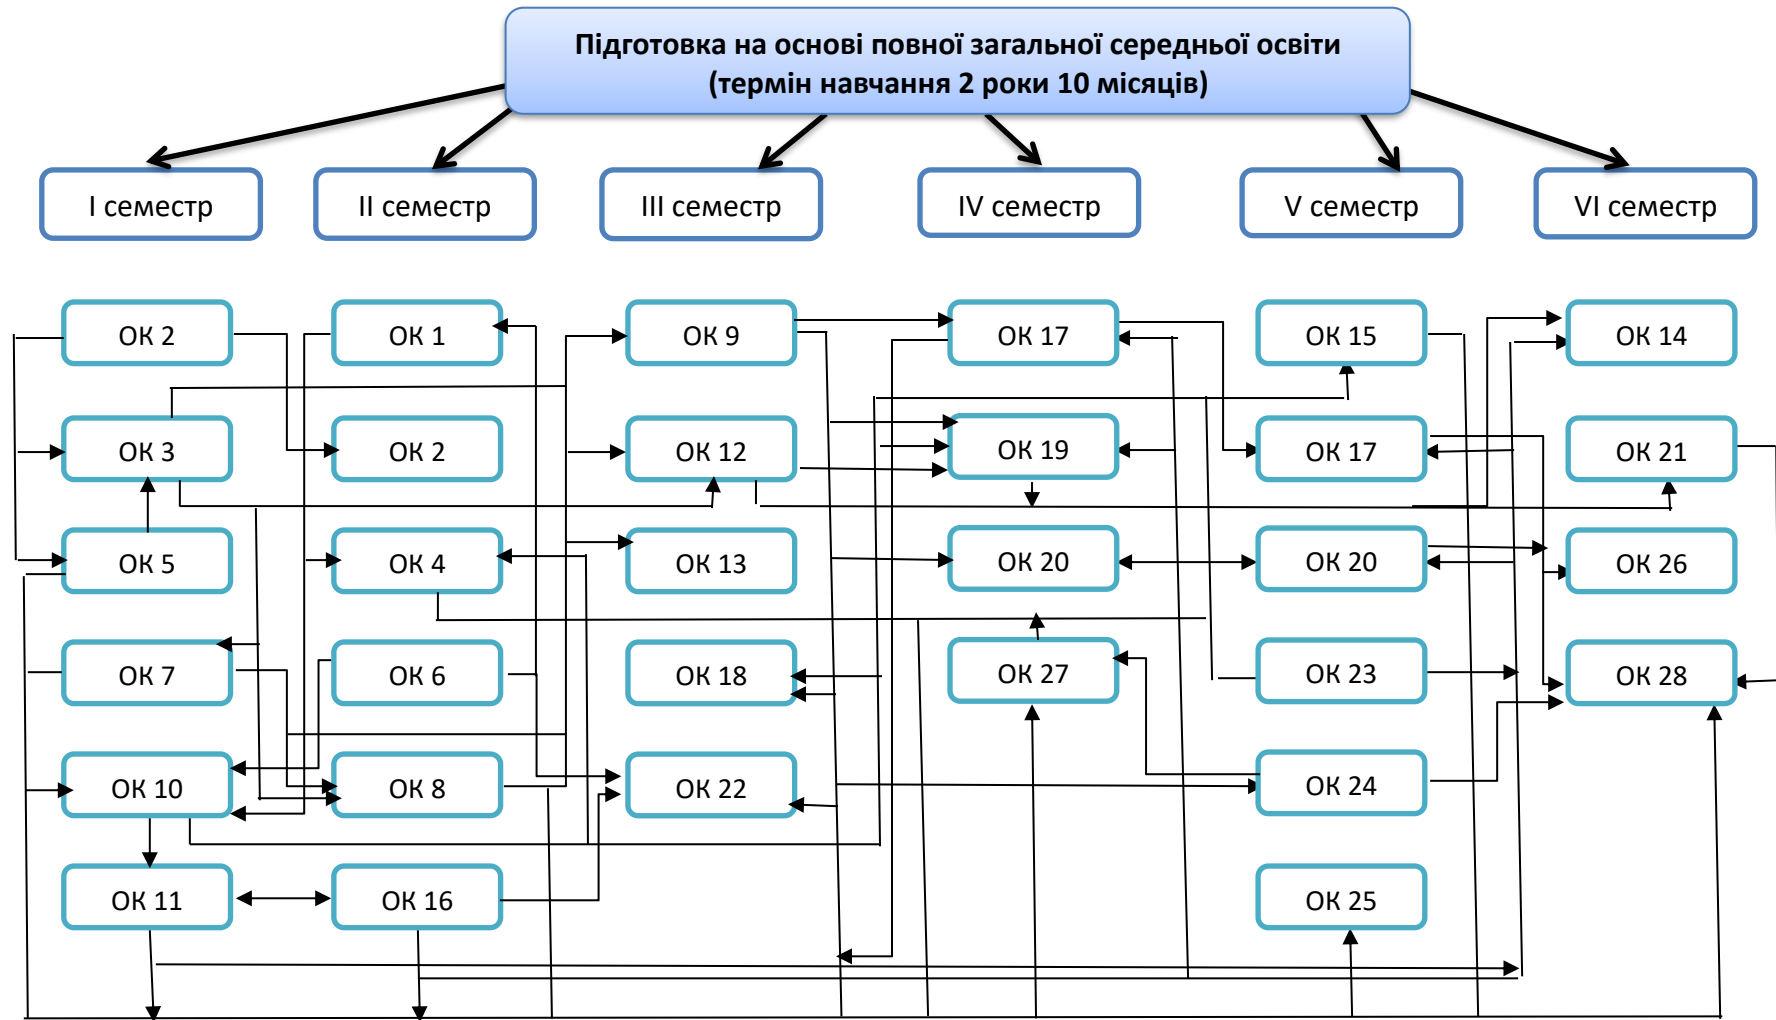 Підготовка на основі повної загальної середньої освіти
(термін навчання 2 роки 10 місяців)
I семестр
II семестр
III семестр
IV семестр
V семестр
VI семестр
ОК 2
ОК 1
ОК 9
ОК 17
ОК 15
ОК 14
ОК 3
ОК 2
ОК 12
ОК 19
ОК 17
ОК 21
ОК 5
ОК 4
ОК 13
ОК 20
ОК 20
ОК 26
ОК 7
ОК 6
ОК 18
ОК 27
ОК 23
ОК 28
ОК 10
ОК 8
ОК 22
ОК 24
ОК 11
ОК 16
ОК 25